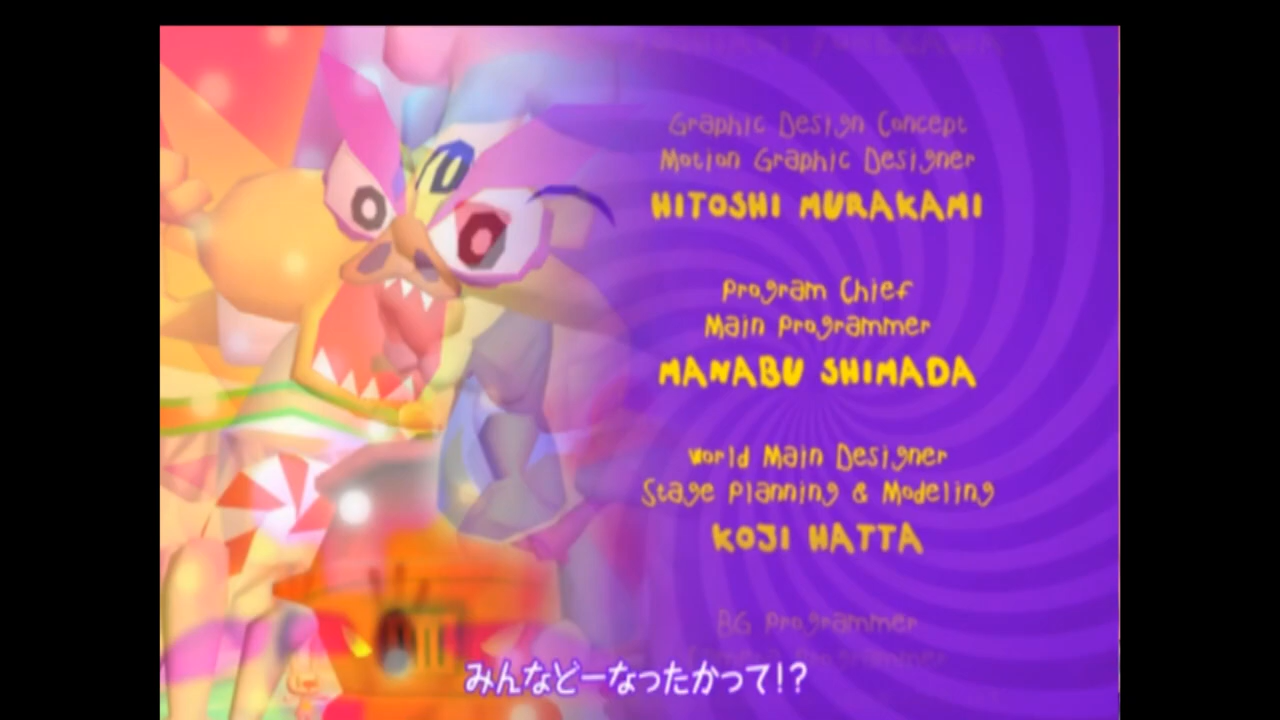 Graphic Design Concept
Motion Graphic Designer
HITOSHI MURAKAMI
Program Chief
Main Programmer
MANABU SHIMADA
World Main Designer
Stage Planning & Modeling
KOJI HATTA
BG Programmer
Programmer
みんなどーなったかって!?